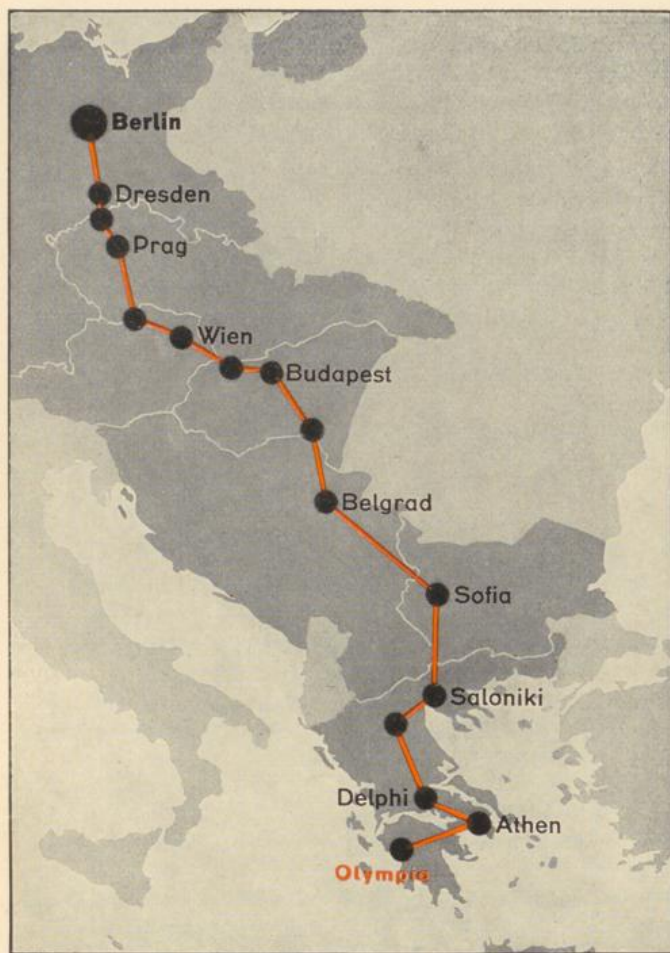 Berlin
Dresden
Prag
Wien
Budapest
Belgrad
Sofia
Saloniki
Delphi
Athen
Olympia